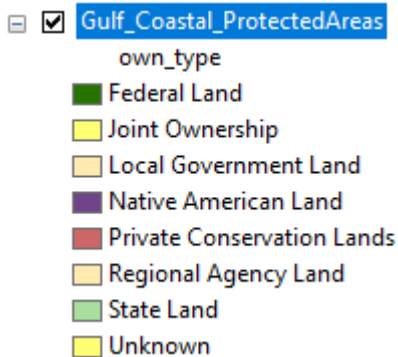 Gulf_Coastal_ProtectedAreas
own_type
Federal Land
Joint Ownership
Local Government Land
Native American Land
Private Conservation Lands
Regional Agency Land
State Land
Unknown